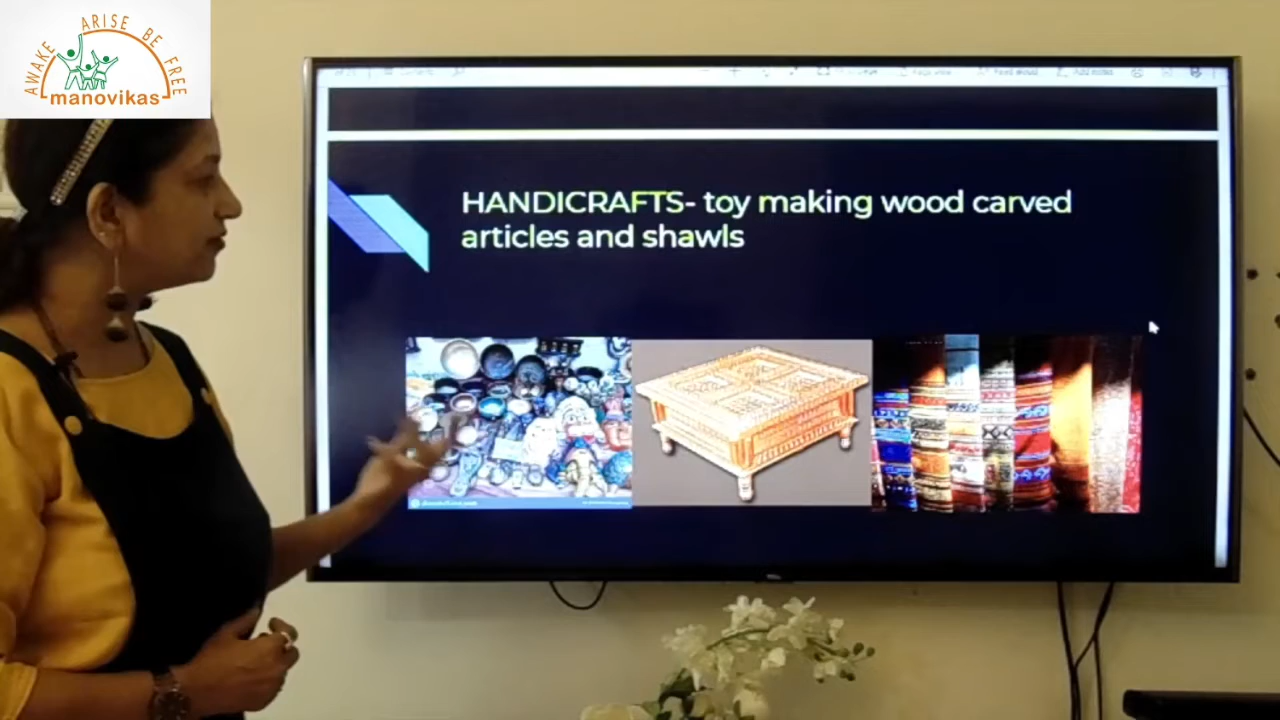 AWAKE ARISE BE FREE
manovikas
HANDICRAFTS- toy making wood carved
articles and shawls